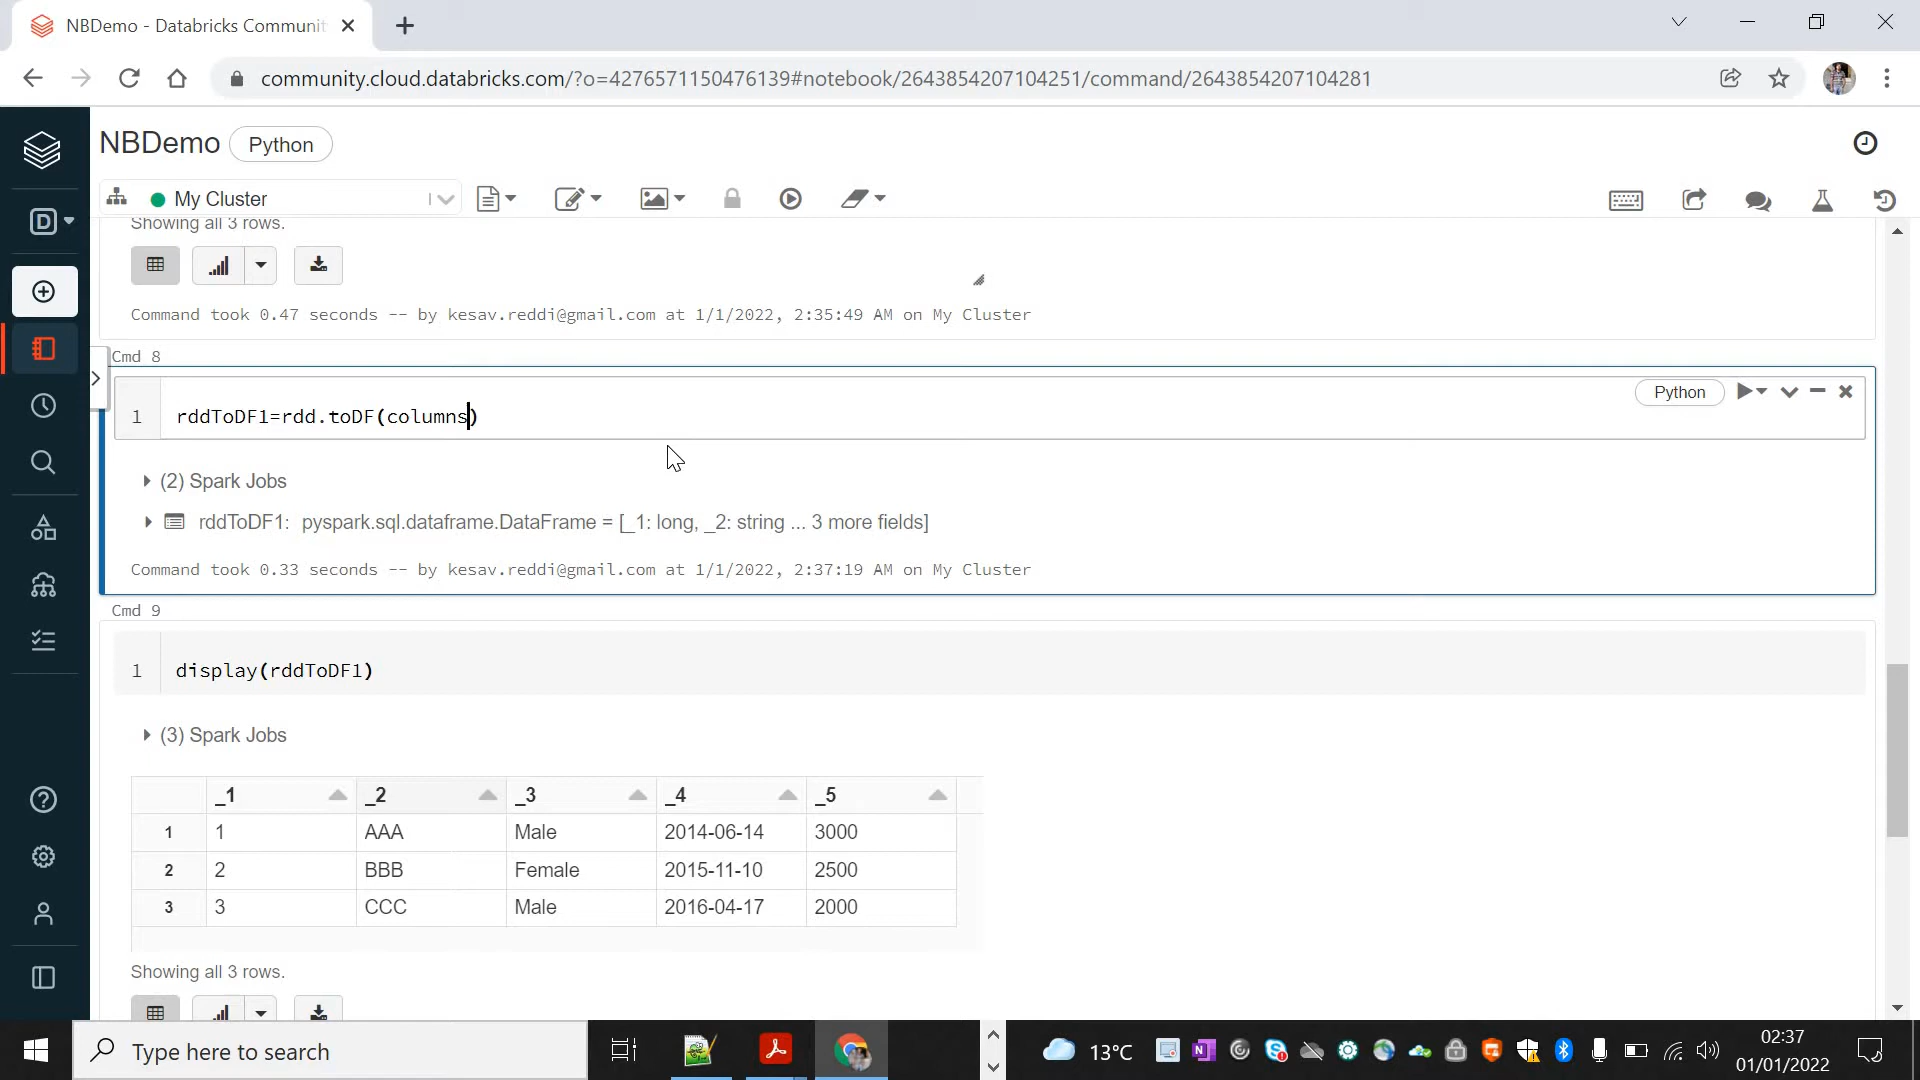 NBDemo - Databricks Communit
community.cloud.databricks.com/?o=4276571150476139#notebook/2643854207104251/command/2643854207104281
NBDemo Python
D My Cluster
Showing all 3 rows.
Command took 0.47 seconds -- by kesav.reddi@gmail.com at 1/1/2022, 2:35:49 AM on My Cluster
Cmd 8
Python
1 rddToDF1=rdd.toDF(columns)
(2) Spark Jobs
rddToDF1: pyspark.sql.dataframe.DataFrame = [_1: long, _2: string ... 3 more fields]
Command took 0.33 seconds -- by kesav.reddi@gmail.com at 1/1/2022, 2:37:19 AM on My Cluster
Cmd 9
1 display(rddToDF1)
(3) Spark Jobs
_1 _2 _3 _4 _5
1 1 AAA Male 2014-06-14 3000
2 2 BBB Female 2015-11-10 2500
3 3 CCC Male 2016-04-17 2000
Showing all 3 rows.
Type here to search
13°C
02:37
01/01/2022